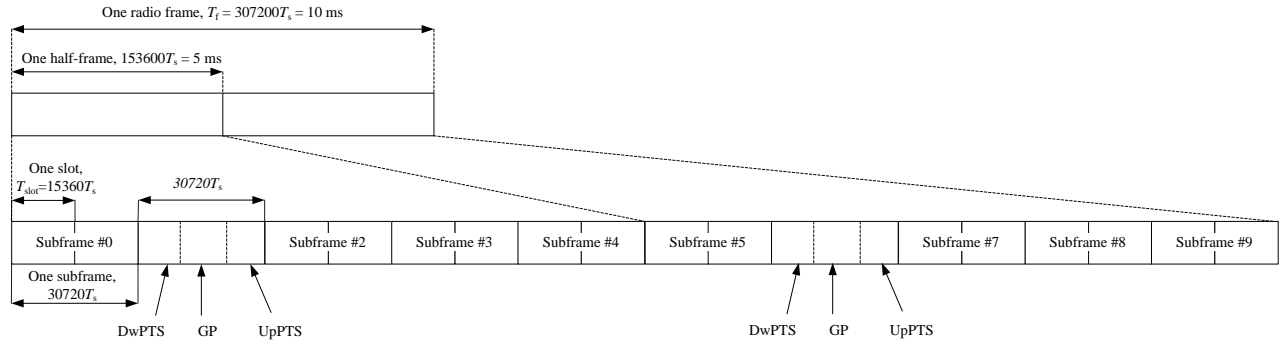 One radio frame, Tf = 307200Ts = 10 ms
One half-frame, 153600Ts = 5 ms
One slot,
Tslot=15360Ts
30720Ts
Subframe #0
Subframe #2
Subframe #3
Subframe #4
Subframe #5
Subframe #7
Subframe #8
Subframe #9
One subframe,
30720Ts
DwPTS
GP
UpPTS
DwPTS
GP
UpPTS